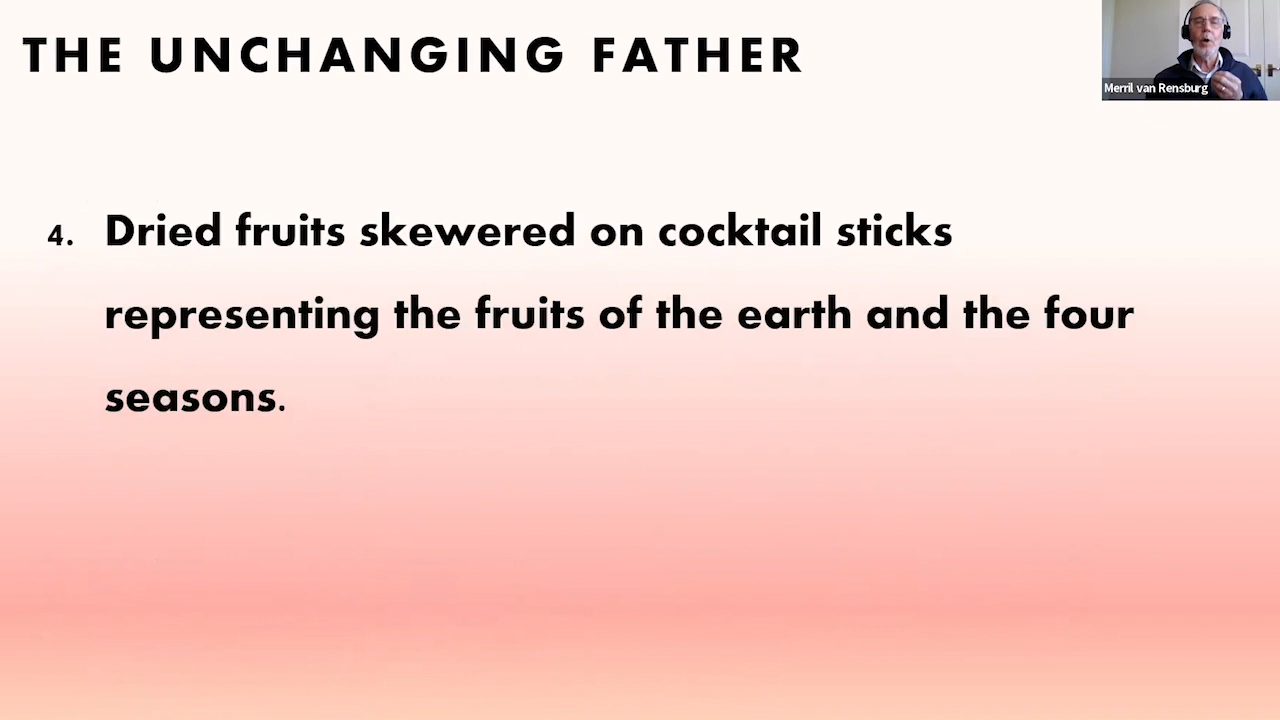 THE UNCHANGING FATHER
Merril van Rensburg
4. Dried fruits skewered on cocktail sticks
representing the fruits of the earth and the four
seasons.